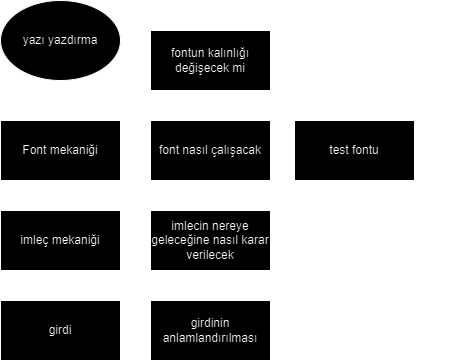 yazı yazdırma
fontun kalınlığı
değişecek mi
Font mekaniği
font nasıl çalışacak
test fontu
imleç mekaniği
imlecin nereye
geleceğine nasıl karar
verilecek
girdi
girdinin
anlamlandırılması